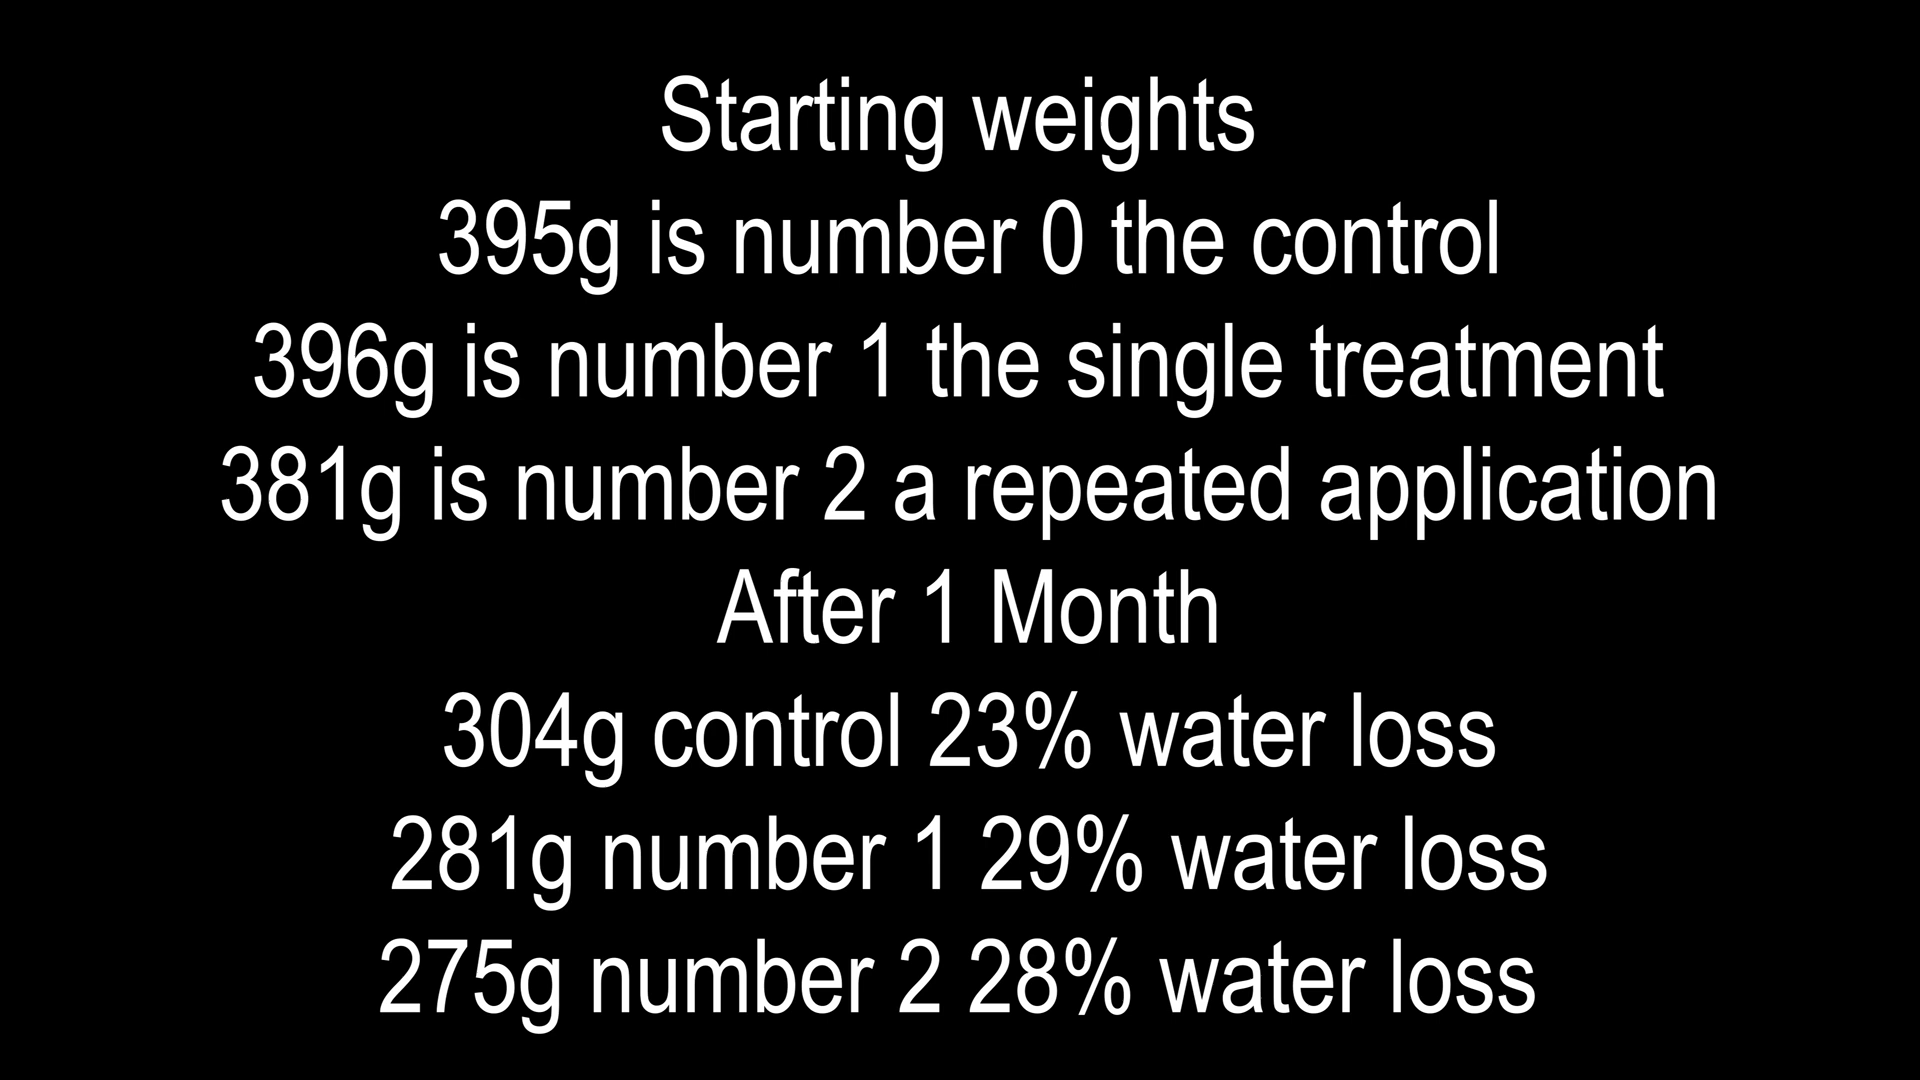 Starting weights
395g is number 0 the control
396g is number 1 the single treatment
381g is number 2 a repeated application
After 1 Month
304g control 23% water loss
281g number 1 29% water loss
275g number 2 28% water loss